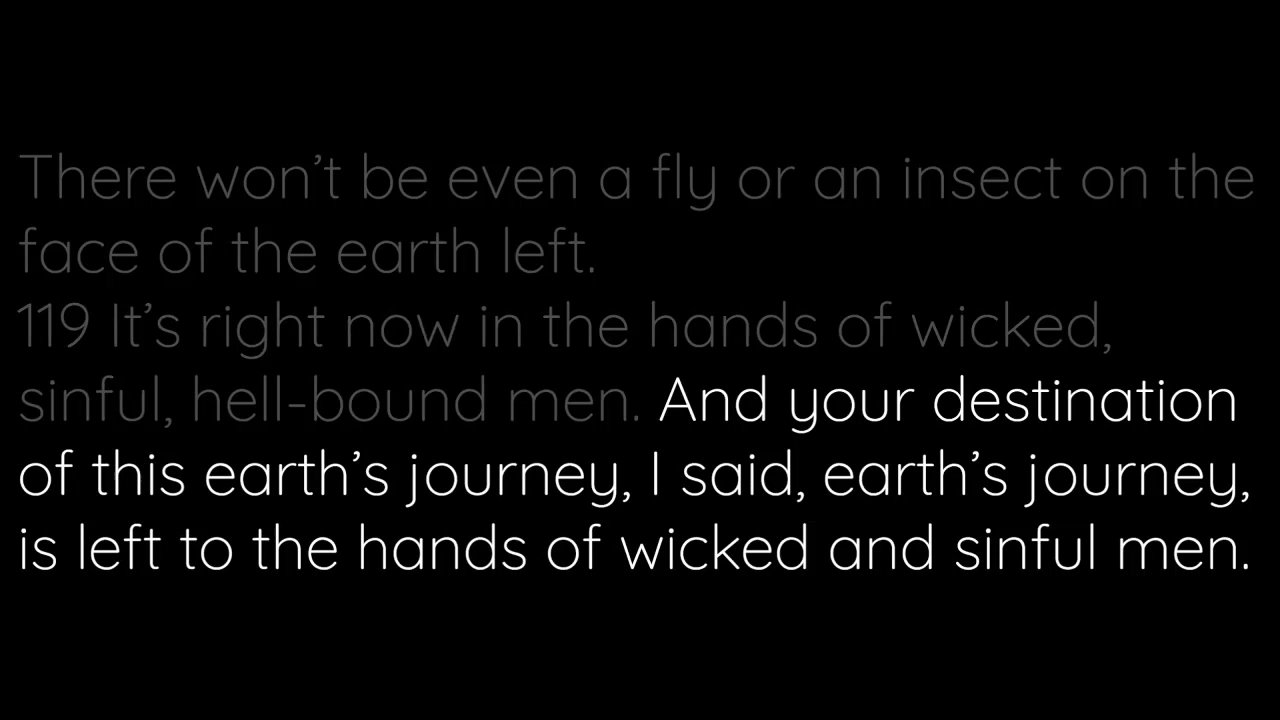 There won’t be even a fly or an insect on the
face of the earth left.
119 It’s right now in the hands of wicked,
sinful, hell-bound men. And your destination
of this earth’s journey, I said, earth’s journey,
is left to the hands of wicked and sinful men.